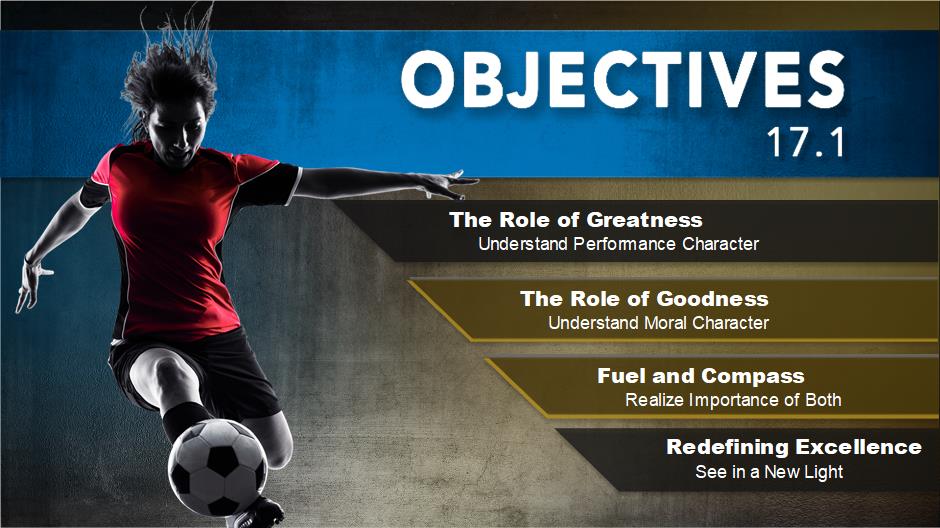 OBJECTIVES
17.1
The Role of Greatness
Understand Performance Character
The Role of Goodness
Understand Moral Character
Fuel and Compass
Realize Importance of Both
Redefining Excellence
See in a New Light